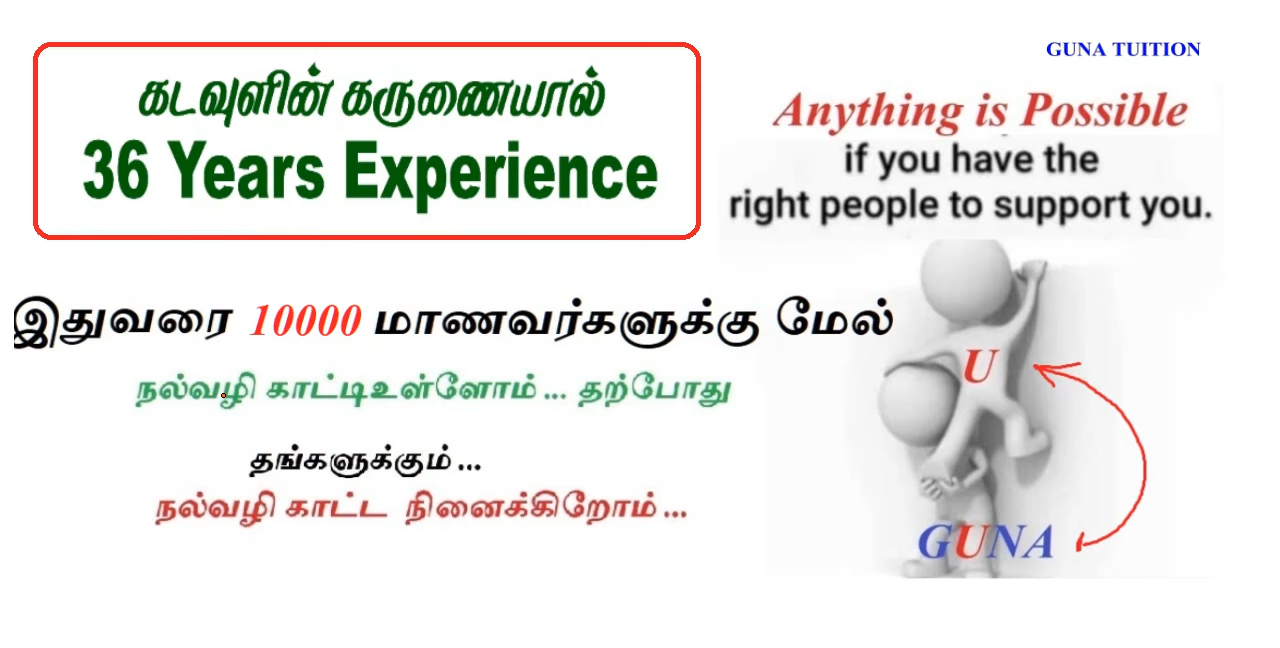 கடவுளின் கருணையால்
36 Years Experience
இதுவரை 10000 மாணவர்களுக்கு மேல்
நல்வழி காட்டிஉள்ளோம் ... தற்போது
தங்களுக்கும் ...
நல்வழி காட்ட நினைக்கிறோம் ...
GUNA TUITION
Anything is Possible
if you have the
right people to support you.
U
GUNA